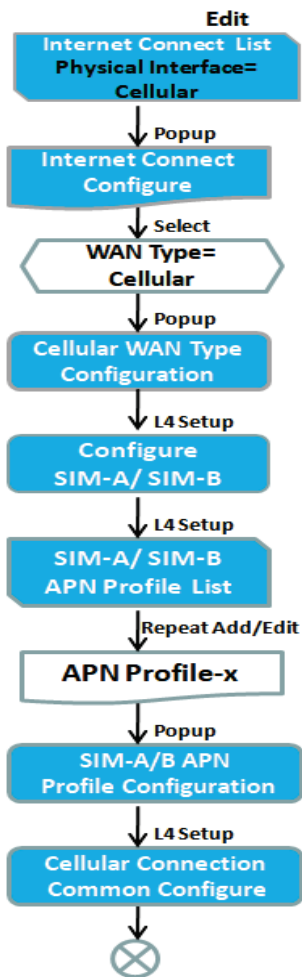 Edit
Internet Connect List
Physical Interface=
Cellular
Popup
Internet Connect
Configure
Select
WAN Type=
Cellular
Popup
Cellular WAN Type
Configuration
L4 Setup
Configure
SIM-A/ SIM-B
L4 Setup
SIM-A/ SIM-B
APN Profile List
Repeat Add/Edit
APN Profile-x
Popup
SIM-A/B APN
Profile Configuration
L4 Setup
Cellular Connection
Common Configure